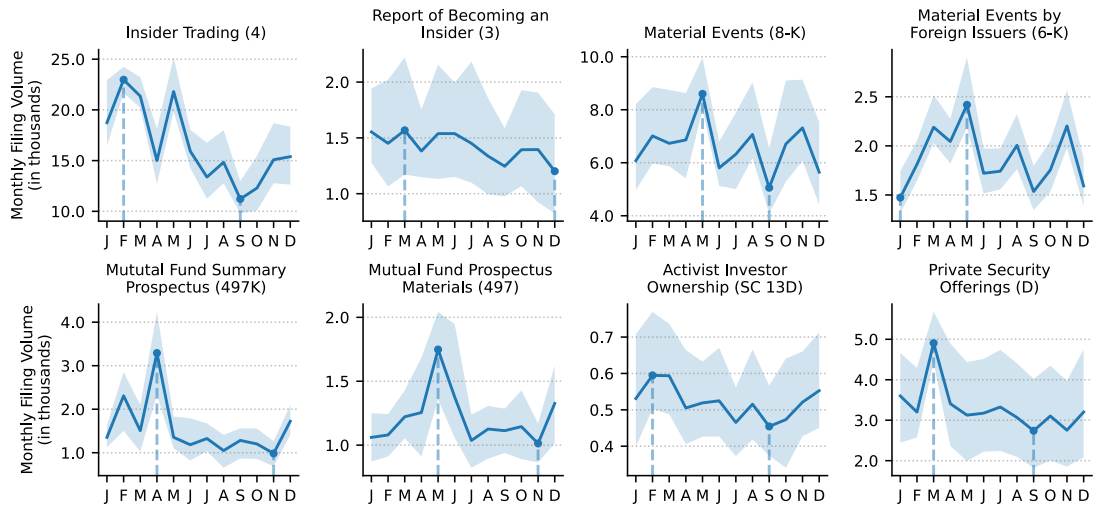 Insider Trading (4)
Report of Becoming an
Insider (3)
Material Events (8-K)
Material Events by
Foreign Issuers (6-K)
Monthly Filing Volume
(in thousands)
25.0
20.0
15.0
10.0
J F M A M J J A S O N D
2.0
1.5
1.0
J F M A M J J A S O N D
10.0
8.0
6.0
4.0
J F M A M J J A S O N D
2.5
2.0
1.5
J F M A M J J A S O N D
Mututal Fund Summary
Prospectus (497K)
Mutual Fund Prospectus
Materials (497)
Activist Investor
Ownership (SC 13D)
Private Security
Offerings (D)
Monthly Filing Volume
(in thousands)
4.0
3.0
2.0
1.0
J F M A M J J A S O N D
2.0
1.5
1.0
J F M A M J J A S O N D
0.7
0.6
0.5
0.4
J F M A M J J A S O N D
5.0
4.0
3.0
2.0
J F M A M J J A S O N D